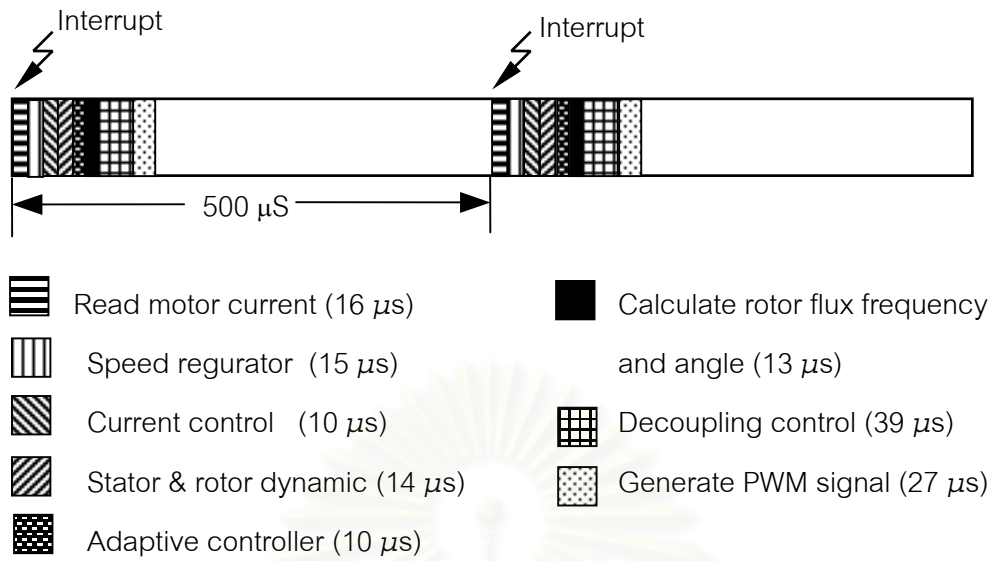 Interrupt
Interrupt
500 μS
Read motor current (16 μs)
Speed regurator (15 μs)
Current control (10 μs)
Stator & rotor dynamic (14 μs)
Adaptive controller (10 μs)
Calculate rotor flux frequency
and angle (13 μs)
Decoupling control (39 μs)
Generate PWM signal (27 μs)